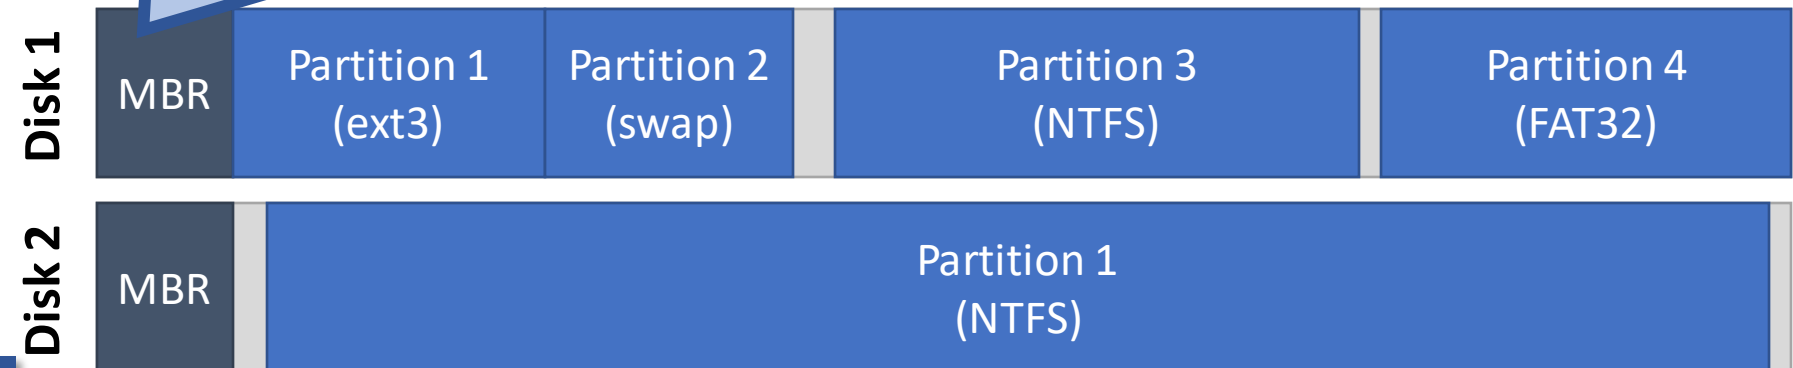 Disk 1
MBR
Partition 1
(ext3)
Partition 2
(swap)
Partition 3
(NTFS)
Partition 4
(FAT32)
Disk 2
MBR
Partition 1
(NTFS)